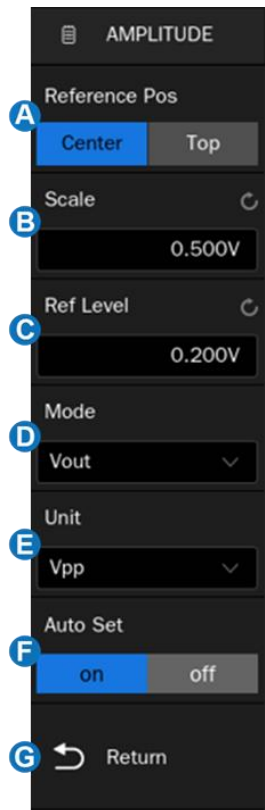 AMPLITUDE
Reference Pos
A
Center Top
Scale
B
0.500V
Ref Level
C
0.200V
Mode
D
Vout
Unit
E
Vpp
Auto Set
F
on off
G Return